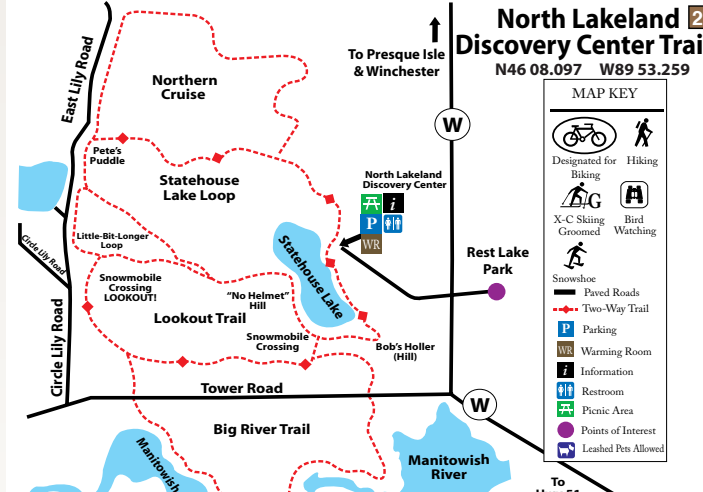 North Lakeland 2
Discovery Center Trai
N46 08.097 W89 53.259
To Presque Isle
& Winchester
W
East Lily Road
Northern
Cruise
Pete's
Puddle
Statehouse
Lake Loop
North Lakeland
Discovery Center
i
P
WR
Little-Bit-Longer
Loop
Circle Lily Road
Statehouse Lake
Rest Lake
Park
Snowmobile
Crossing
LOOKOUT!
"No Helmet"
Hill
Lookout Trail
Snowmobile
Crossing
Bob's Holler
(Hill)
Circle Lily Road
Tower Road
W
Big River Trail
Manitowish
Manitowish
River
To
MAP KEY
Designated for
Biking
Hiking
G
X-C Skiing
Groomed
Bird
Watching
Snowshoe
Paved Roads
Two-Way Trail
P Parking
WR Warming Room
i Information
Restroom
Picnic Area
Points of Interest
Leashed Pets Allowed